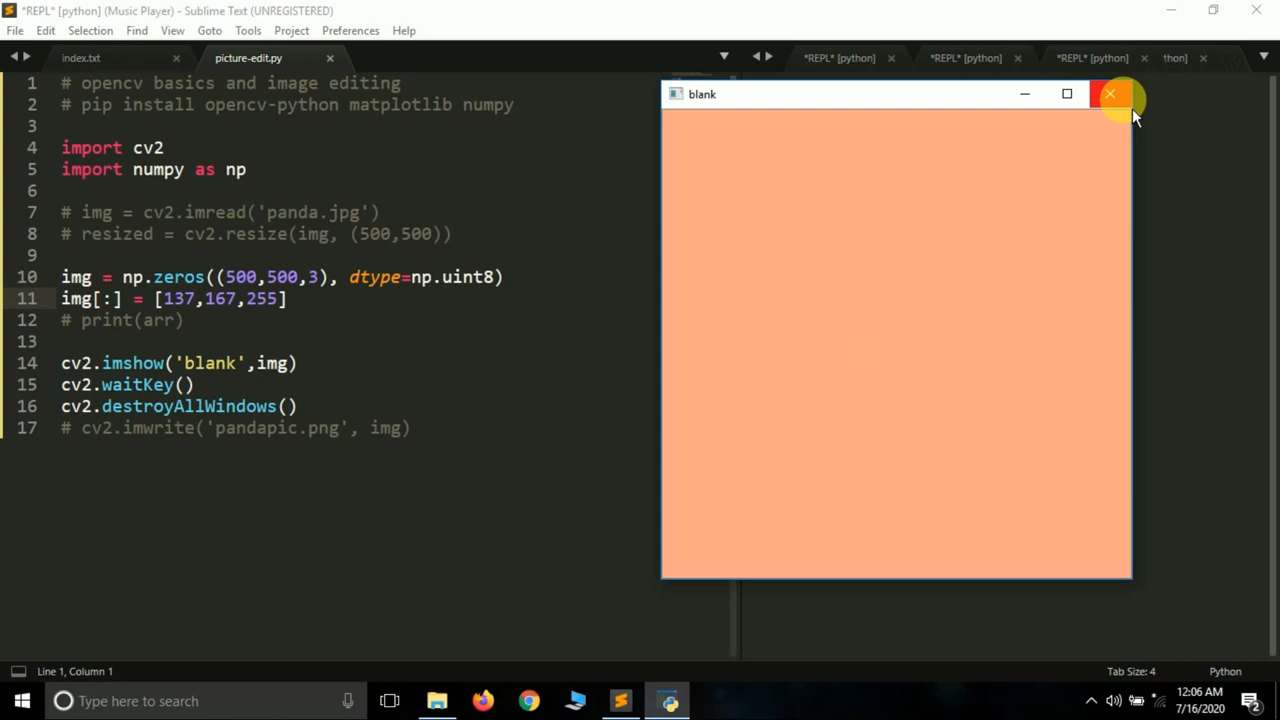 *REPL* [python] (Music Player) - Sublime Text (UNREGISTERED)
File Edit Selection Find View Goto Tools Project Preferences Help
index.txt picture-edit.py *REPL* [python] *REPL* [python] *REPL* [python] thon]
1 # opencv basics and image editing
2 # pip install opencv-python matplotlib numpy
3
4 import cv2
5 import numpy as np
6
7 # img = cv2.imread('panda.jpg')
8 # resized = cv2.resize(img, (500,500))
9
10 img = np.zeros((500,500,3), dtype=np.uint8)
11 img[:] = [137,167,255]
12 # print(arr)
13
14 cv2.imshow('blank',img)
15 cv2.waitKey()
16 cv2.destroyAllWindows()
17 # cv2.imwrite('pandapic.png', img)
blank
Line 1, Column 1 Tab Size: 4 Python
Type here to search
12:06 AM
7/16/2020
2